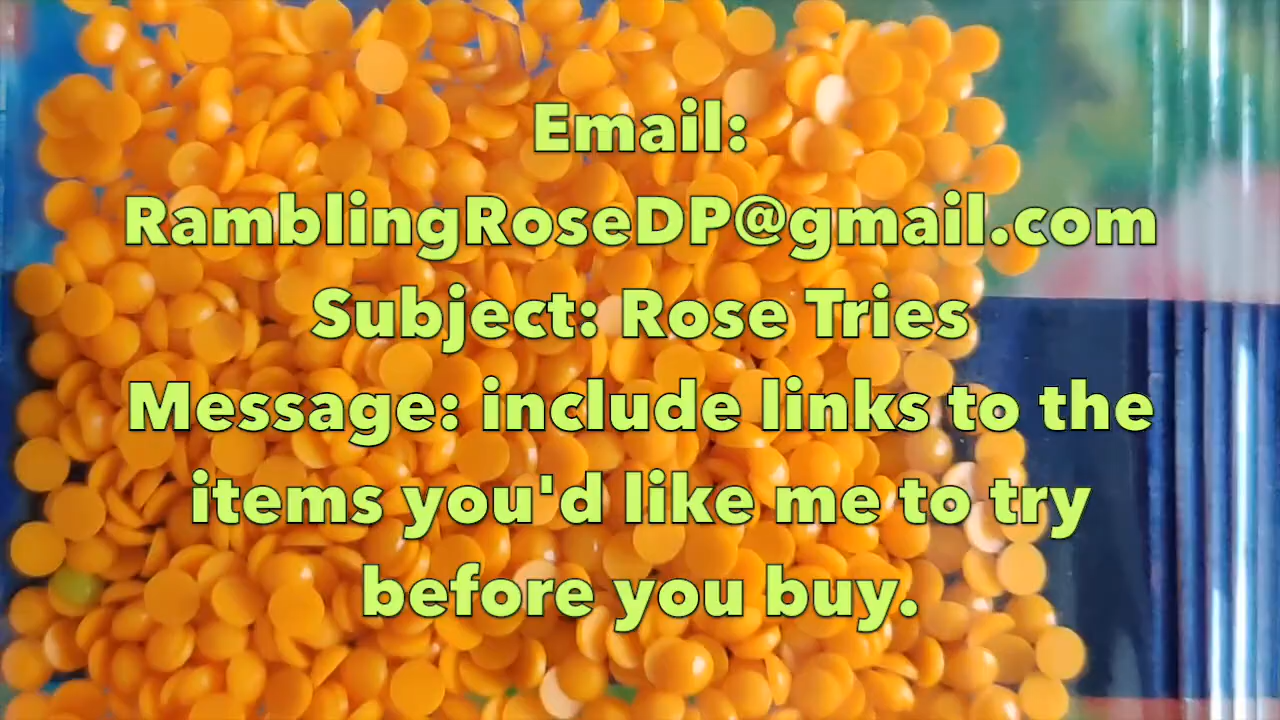 Email:
RamblingRoseDP@gmail.com
Subject: Rose Tries
Message: include links to the
items you'd like me to try
before you buy.